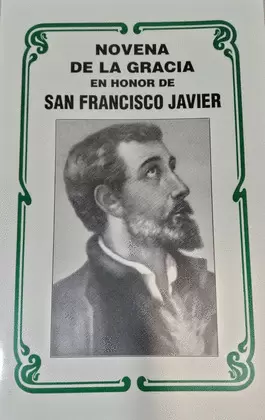 NOVENA
DE LA GRACIA
EN HONOR DE
SAN FRANCISCO JAVIER